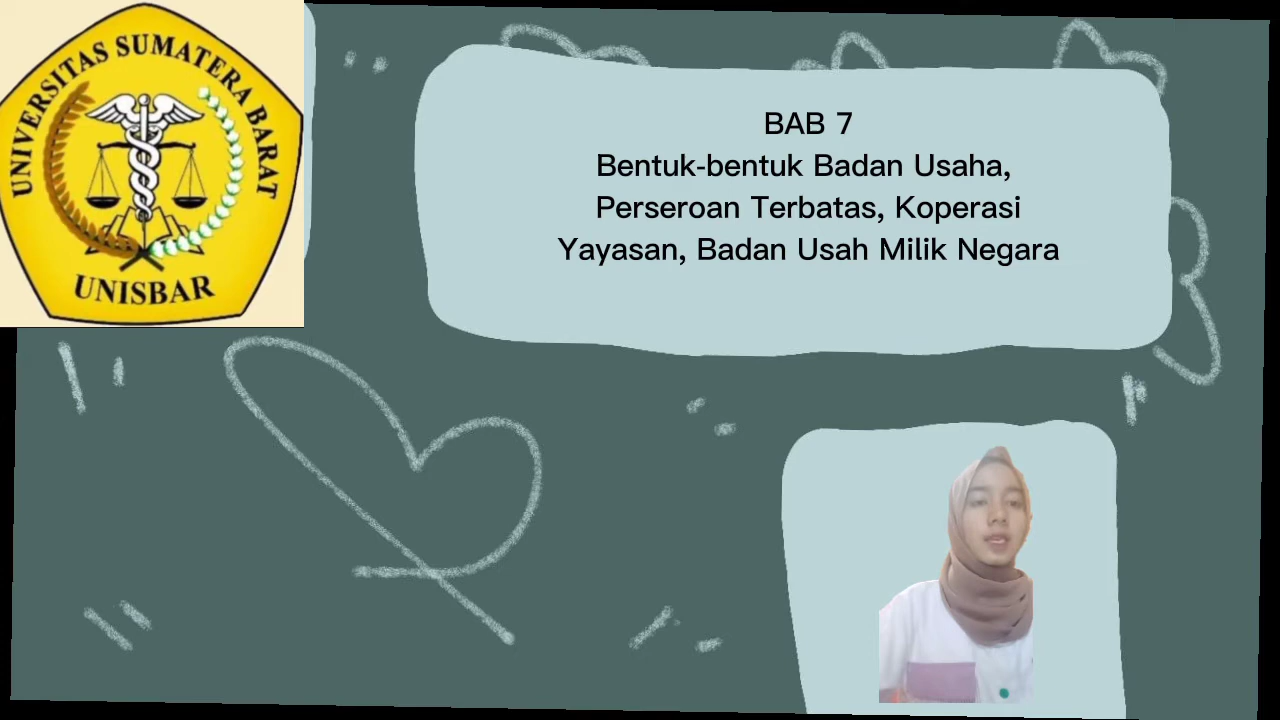 UNIVERSITAS SUMATERA BARAT
UNISBAR
BAB 7
Bentuk-bentuk Badan Usaha,
Perseroan Terbatas, Koperasi
Yayasan, Badan Usah Milik Negara